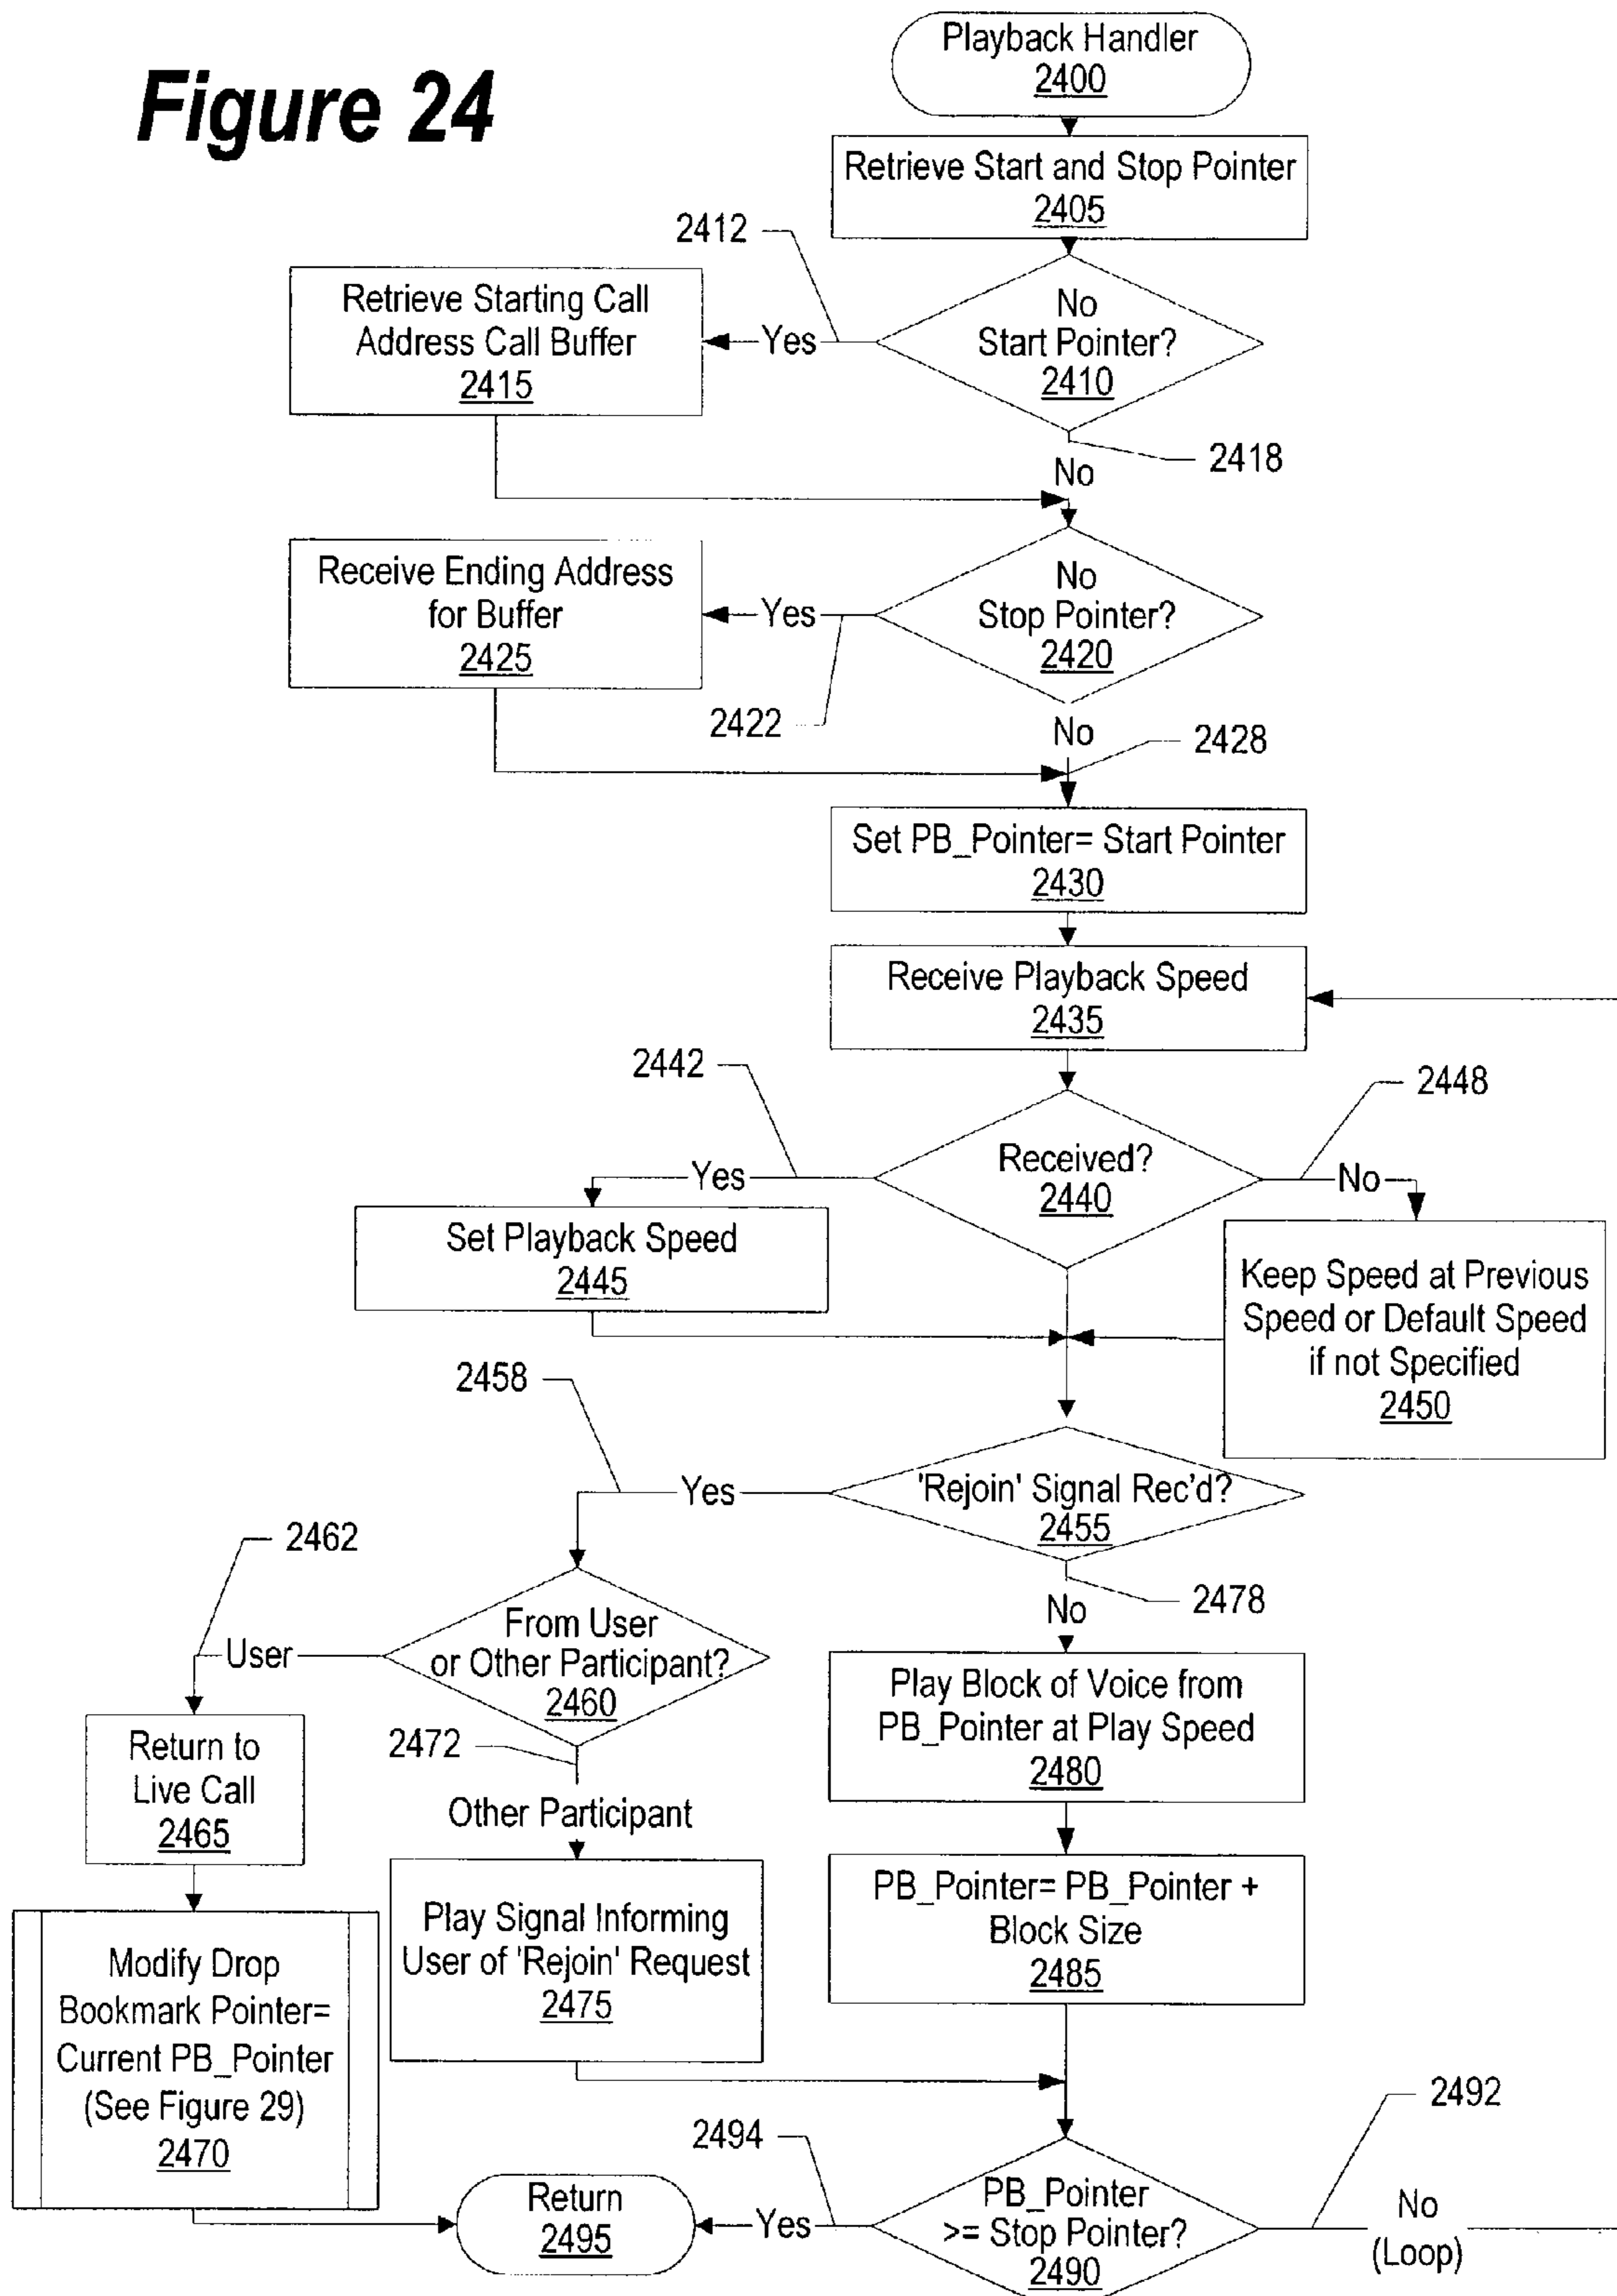 Figure 24
Playback Handler
2400
Retrieve Start and Stop Pointer
2405
2412
Retrieve Starting Call
Address Call Buffer
2415
Yes
No
Start Pointer?
2410
2418
No
Receive Ending Address
for Buffer
2425
Yes
No
Stop Pointer?
2420
2422
No
2428
Set PB_Pointer= Start Pointer
2430
Receive Playback Speed
2435
2442
2448
Yes
Received?
2440
No
Set Playback Speed
2445
Keep Speed at Previous
Speed or Default Speed
if not Specified
2450
2458
Yes
'Rejoin' Signal Rec'd?
2455
2462
2478
No
User
From User
or Other Participant?
2460
2472
Other Participant
Return to
Live Call
2465
Play Block of Voice from
PB_Pointer at Play Speed
2480
Modify Drop
Bookmark Pointer=
Current PB_Pointer
(See Figure 29)
2470
Play Signal Informing
User of 'Rejoin' Request
2475
PB_Pointer= PB_Pointer +
Block Size
2485
2494
2492
Return
2495
Yes
PB_Pointer
>= Stop Pointer?
2490
No
(Loop)